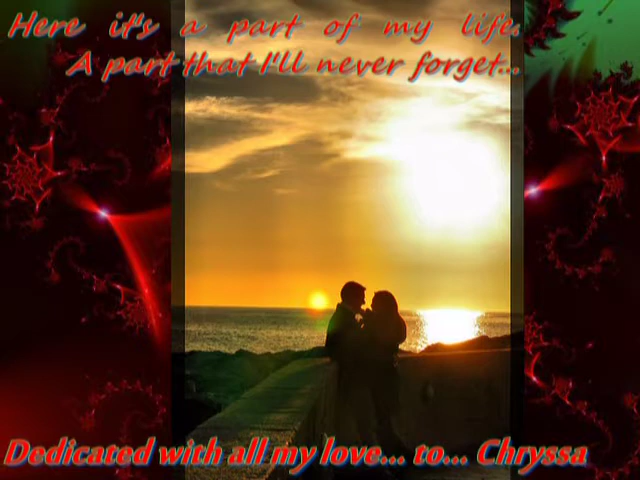 Here it's a part of my life.
A part that I'll never forget...
Dedicated with all my love... to... Chryssa